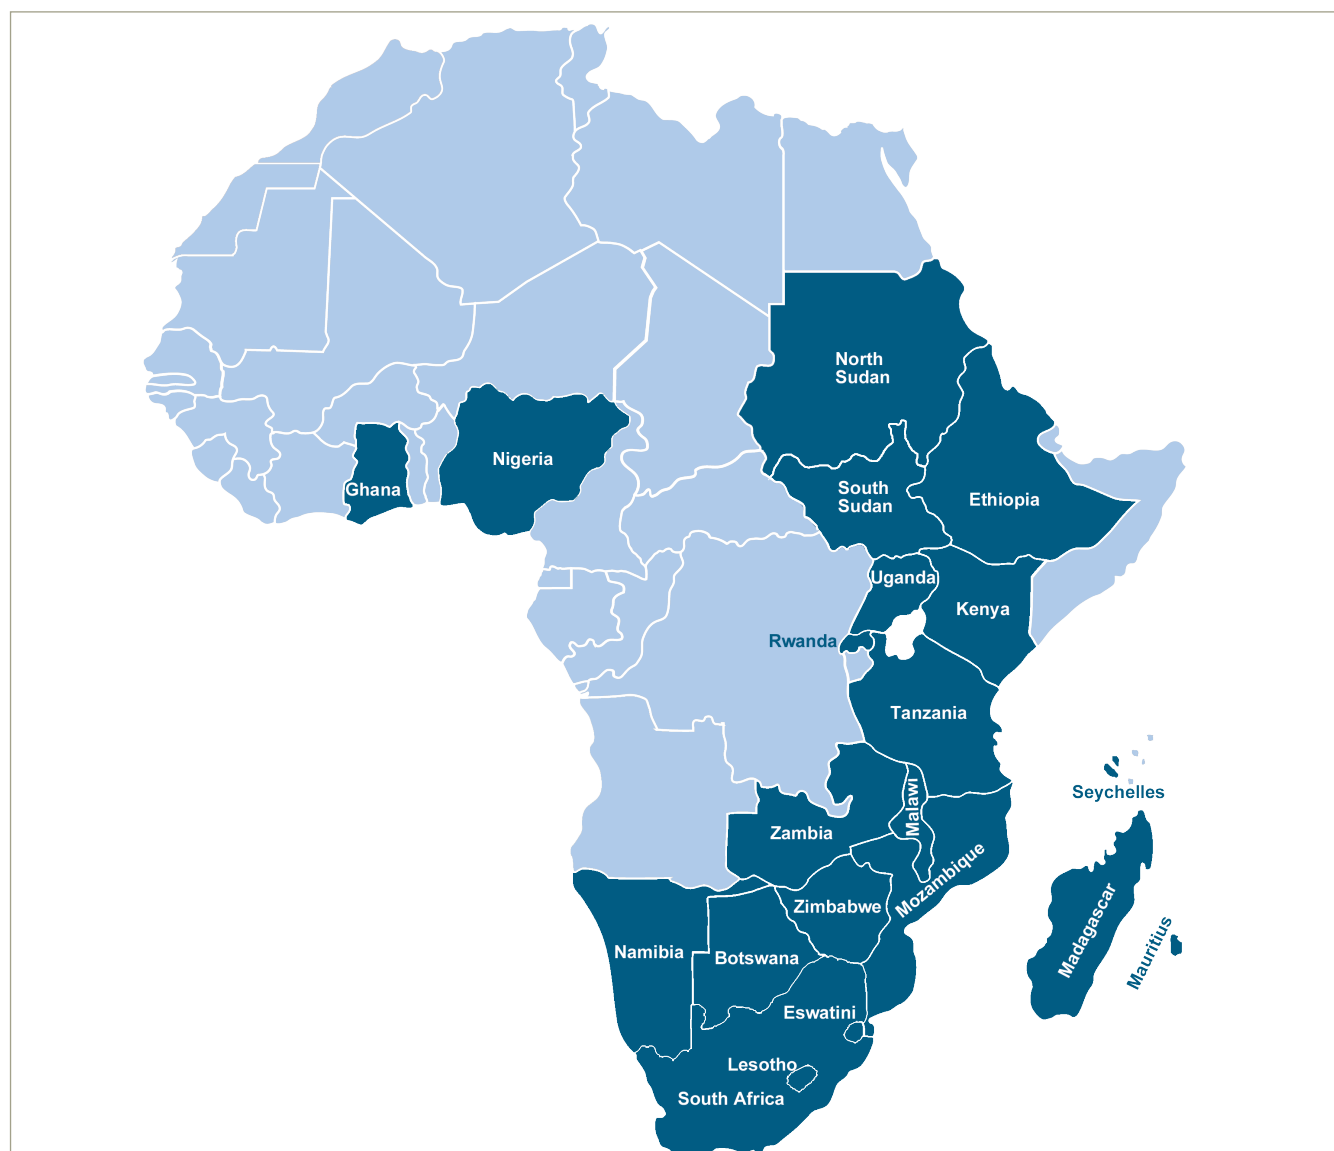 North
Sudan
Nigeria
Ghana
South
Sudan
Ethiopia
Uganda
Kenya
Rwanda
Tanzania
Seychelles
Malawi
Zambia
Mozambique
Zimbabwe
Madagascar
Mauritius
Namibia
Botswana
Eswatini
Lesotho
South Africa